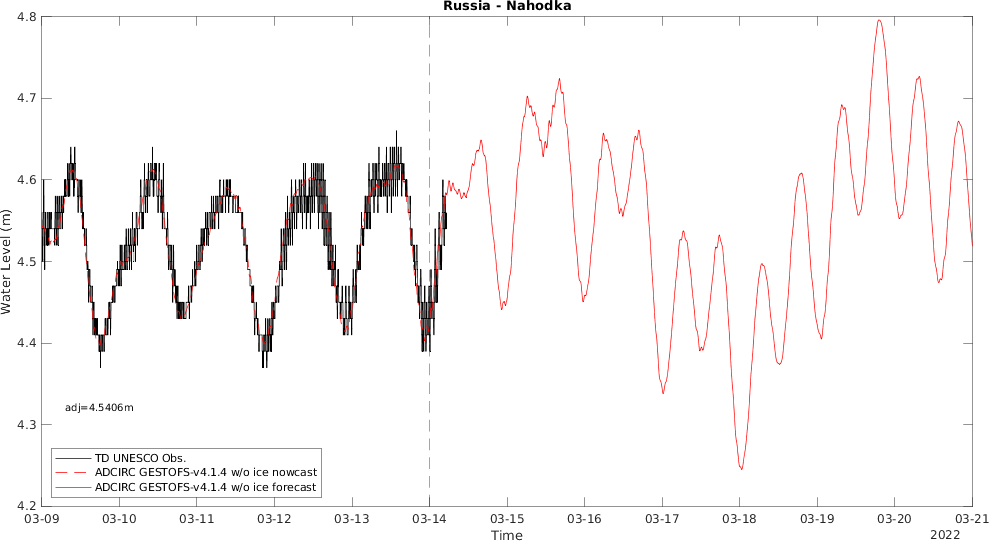 Russia - Nahodka
4.8
4.7
4.6
4.5
4.4
4.3
4.2
Water Level (m)
adj=4.5406m
TD UNESCO Obs.
ADCIRC GESTOFS-v4.1.4 w/o ice nowcast
ADCIRC GESTOFS-v4.1.4 w/o ice forecast
03-09 03-10 03-11 03-12 03-13 03-14 03-15 03-16 03-17 03-18 03-19 03-20 03-21
Time
2022